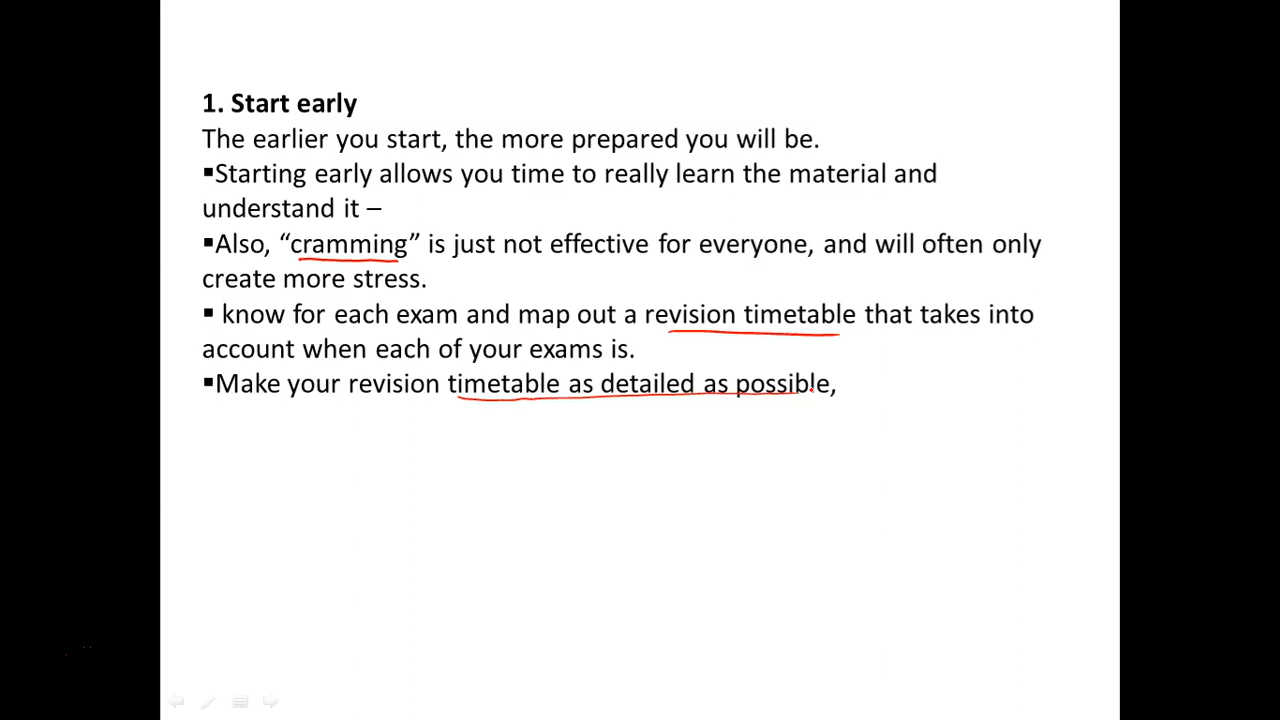 1. Start early
The earlier you start, the more prepared you will be.
▪Starting early allows you time to really learn the material and
understand it –
▪Also, “cramming” is just not effective for everyone, and will often only
create more stress.
▪ know for each exam and map out a revision timetable that takes into
account when each of your exams is.
▪Make your revision timetable as detailed as possible,